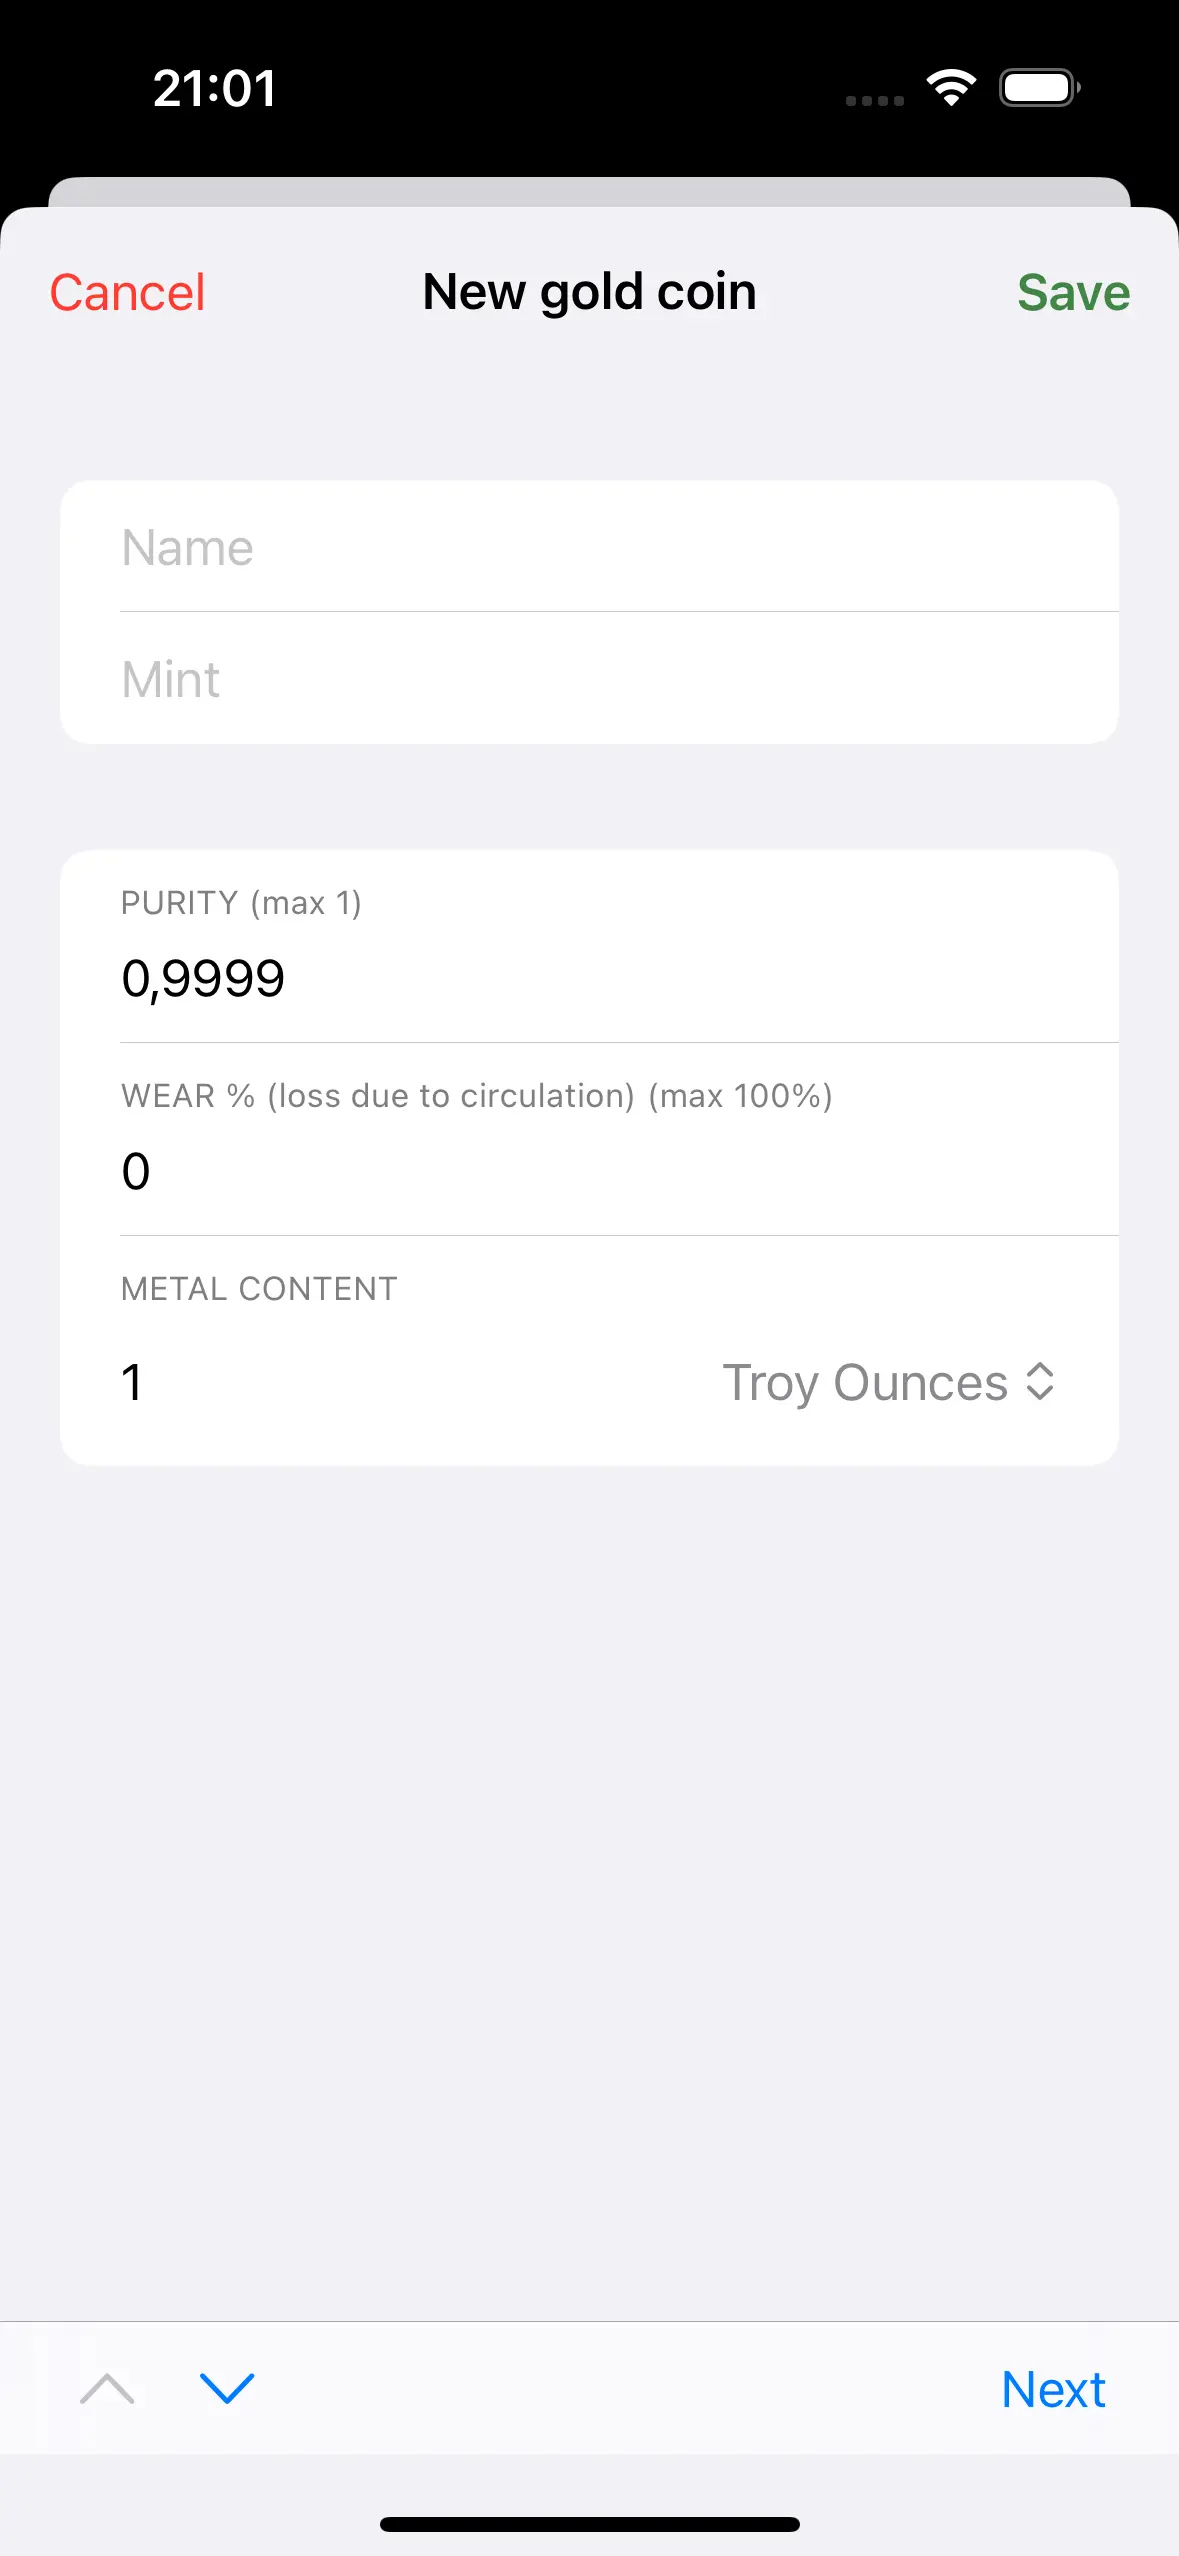 21:01
Cancel
New gold coin
Save
Name
Mint
PURITY (max 1)
0,9999
WEAR % (loss due to circulation) (max 100%)
0
METAL CONTENT
1
Troy Ounces
Next